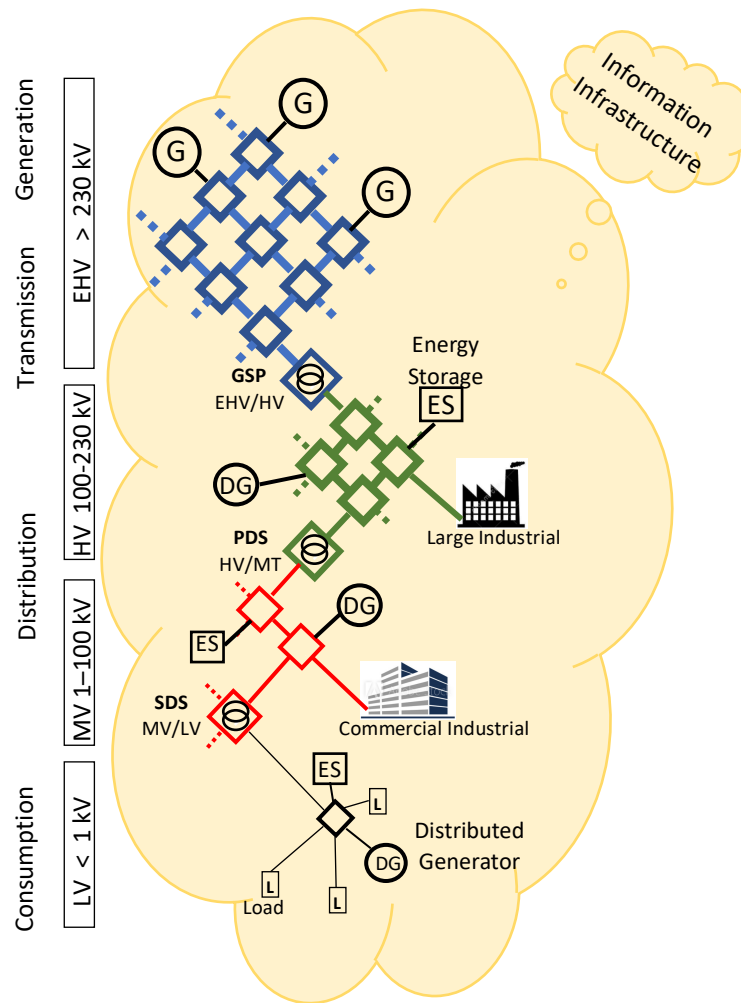 Information
Infrastructure
Generation
EHV > 230 kV
G
G
G
Transmission
GSP
EHV/HV
Energy
Storage
ES
HV 100-230 kV
DG
Large Industrial
Distribution
PDS
HV/MT
DG
ES
MV 1–100 kV
SDS
MV/LV
Commercial Industrial
Consumption
LV < 1 kV
ES
L
DG
Distributed
Generator
L
Load
L